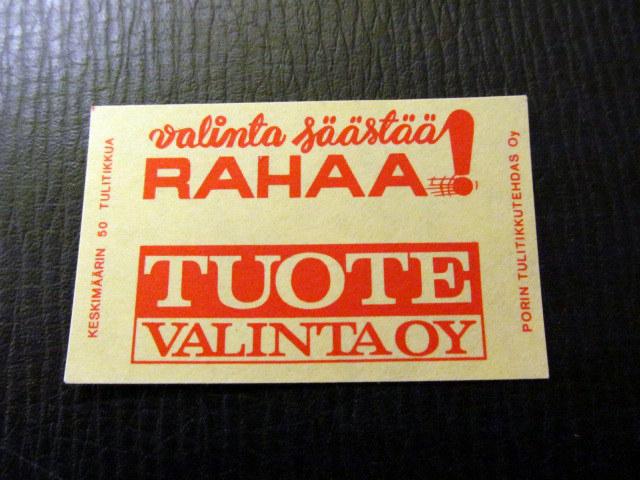 valinta säästää
RAHAA!
TUOTE
VALINTA OY
KESKIMÄÄRIN 50 TULITIKKUA
PORIN TULITIKKUTEHDAS Oy